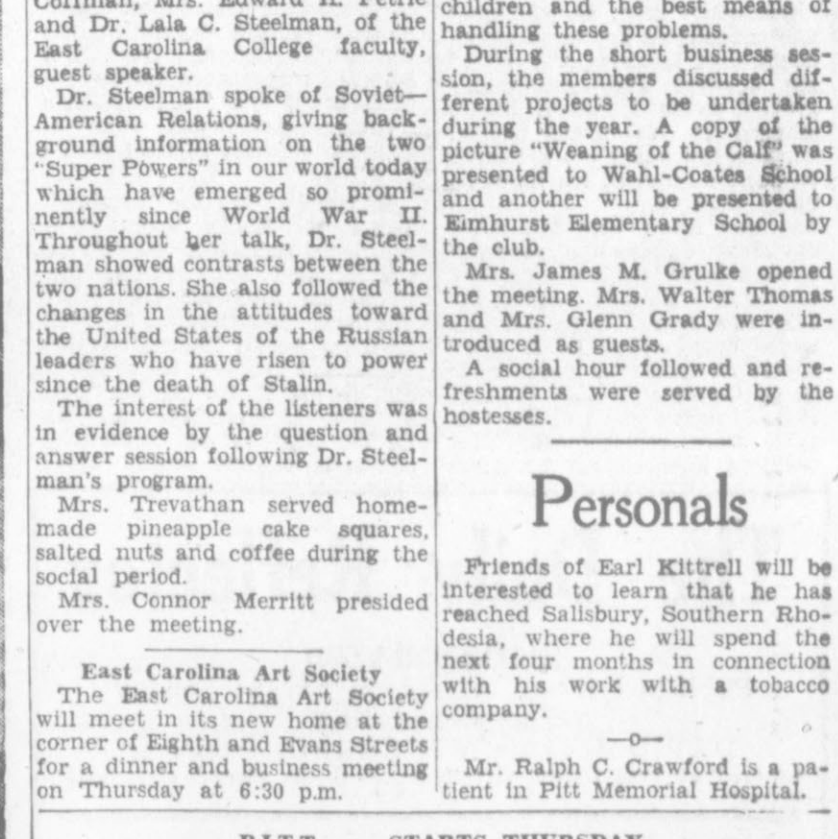 Coffman, Mrs. Edward H. Petrie
and Dr. Lala C. Steelman, of the
East Carolina College faculty,
guest speaker.
Dr. Steelman spoke of Soviet—
American Relations, giving back-
ground information on the two
"Super Powers" in our world today
which have emerged so promi-
nently since World War II.
Throughout her talk, Dr. Steel-
man showed contrasts between the
two nations. She also followed the
changes in the attitudes toward
the United States of the Russian
leaders who have risen to power
since the death of Stalin.
The interest of the listeners was
in evidence by the question and
answer session following Dr. Steel-
man's program.
Mrs. Trevathan served home-
made pineapple cake squares,
salted nuts and coffee during the
social period.
Mrs. Connor Merritt presided
over the meeting.
East Carolina Art Society
The East Carolina Art Society
will meet in its new home at the
corner of Eighth and Evans Streets
for a dinner and business meeting
on Thursday at 6:30 p.m.
children and the best means of
handling these problems.
During the short business ses-
sion, the members discussed dif-
ferent projects to be undertaken
during the year. A copy of the
picture "Weaning of the Calf" was
presented to Wahl-Coates School
and another will be presented to
Elmhurst Elementary School by
the club.
Mrs. James M. Grulke opened
the meeting. Mrs. Walter Thomas
and Mrs. Glenn Grady were in-
troduced as guests.
A social hour followed and re-
freshments were served by the
hostesses.
Personals
Friends of Earl Kittrell will be
interested to learn that he has
reached Salisbury, Southern Rho-
desia, where he will spend the
next four months in connection
with his work with a tobacco
company.
—o—
Mr. Ralph C. Crawford is a pa-
tient in Pitt Memorial Hospital.
PITT STARTS THURSDAY